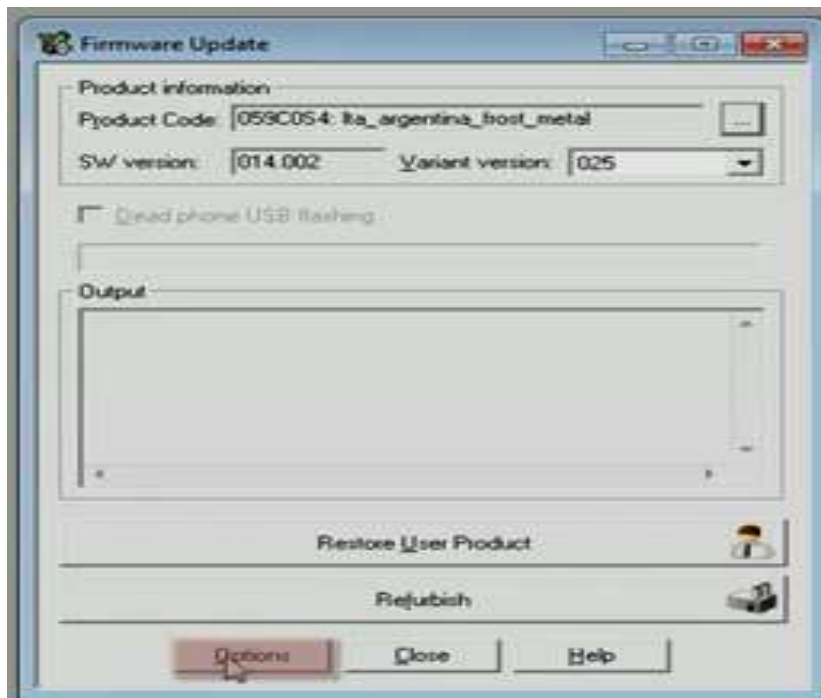 Firmware Update
Product information
Product Code: 059C0S4: lta_argentina_frost_metal ...
SW version: 014.002 Variant version: 025
Dead phone USB flashing
Output
Restore User Product
Refurbish
Options Close Help